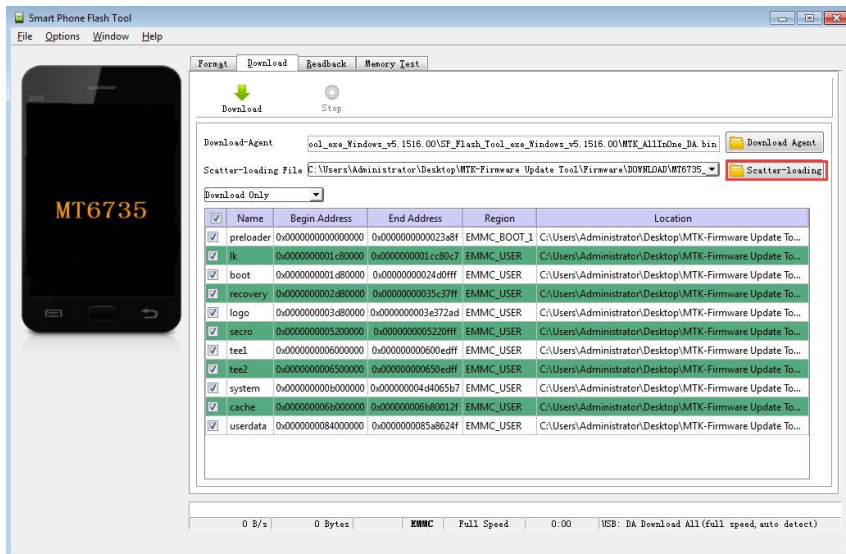 Smart Phone Flash Tool
File Options Window Help
Format Download Readback Memory Test
BM
Download Stop
Download-Agent ool_exe_Windows_v5.1516.00\SP_Flash_Tool_exe_Windows_v5.1516.00\MTK_AllInOne_DA.bin Download Agent
Scatter-loading File C:\Users\Administrator\Desktop\MTK-Firmware Update Tool\Firmware\DOWNLOAD\MT6735_ Scatter-loading
Download Only
MT6735
Name Begin Address End Address Region Location
preloader 0x0000000000000000 0x0000000000023a8f EMMC_BOOT_1 C:\Users\Administrator\Desktop\MTK-Firmware Update To...
lk 0x0000000001c80000 0x0000000001cc80c7 EMMC_USER C:\Users\Administrator\Desktop\MTK-Firmware Update To...
boot 0x0000000001d80000 0x00000000024d0fff EMMC_USER C:\Users\Administrator\Desktop\MTK-Firmware Update To...
recovery 0x0000000002d80000 0x00000000035c37ff EMMC_USER C:\Users\Administrator\Desktop\MTK-Firmware Update To...
logo 0x0000000003d80000 0x0000000003e372ad EMMC_USER C:\Users\Administrator\Desktop\MTK-Firmware Update To...
secro 0x0000000005200000 0x0000000005220fff EMMC_USER C:\Users\Administrator\Desktop\MTK-Firmware Update To...
tee1 0x0000000006000000 0x000000000600edff EMMC_USER C:\Users\Administrator\Desktop\MTK-Firmware Update To...
tee2 0x0000000006500000 0x000000000650edff EMMC_USER C:\Users\Administrator\Desktop\MTK-Firmware Update To...
system 0x000000000b000000 0x000000004d4065b7 EMMC_USER C:\Users\Administrator\Desktop\MTK-Firmware Update To...
cache 0x000000006b000000 0x000000006b80012f EMMC_USER C:\Users\Administrator\Desktop\MTK-Firmware Update To...
userdata 0x0000000084000000 0x0000000085a8624f EMMC_USER C:\Users\Administrator\Desktop\MTK-Firmware Update To...
0 B/s 0 Bytes EMMC Full Speed 0:00 USB: DA Download All(full speed,auto detect)